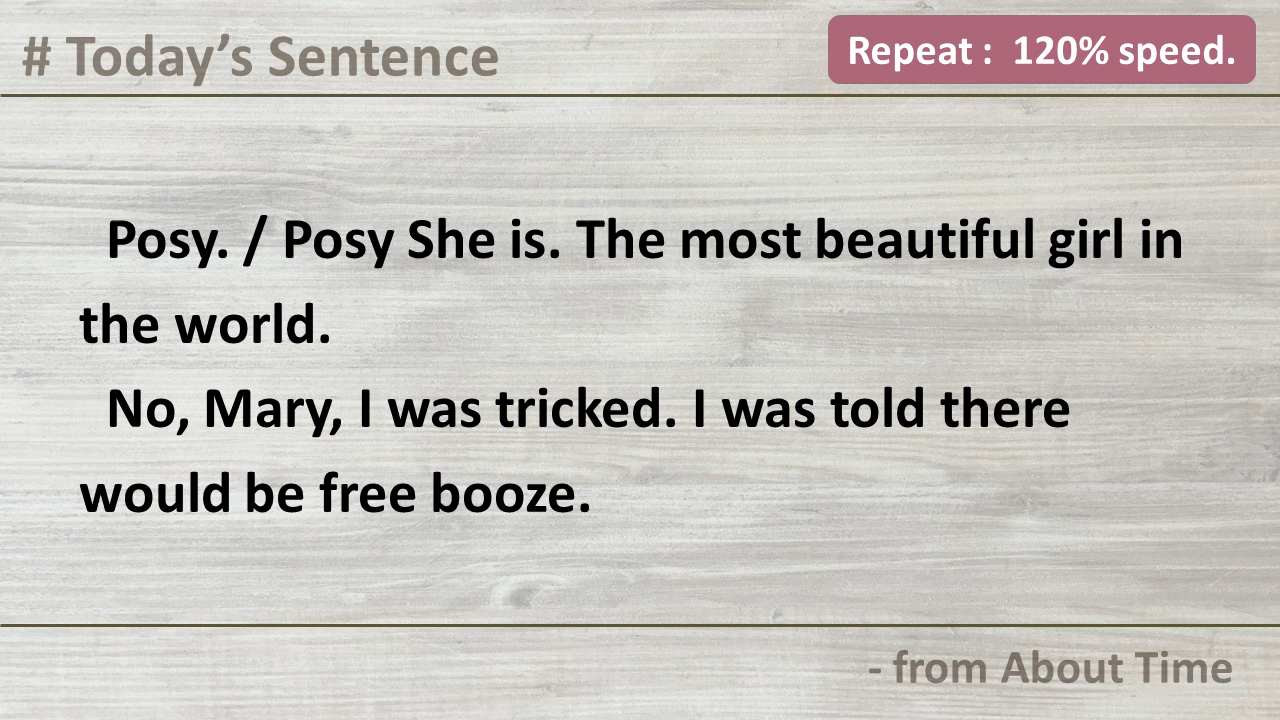 # Today’s Sentence
Repeat : 120% speed.
Posy. / Posy She is. The most beautiful girl in
the world.
No, Mary, I was tricked. I was told there
would be free booze.
- from About Time